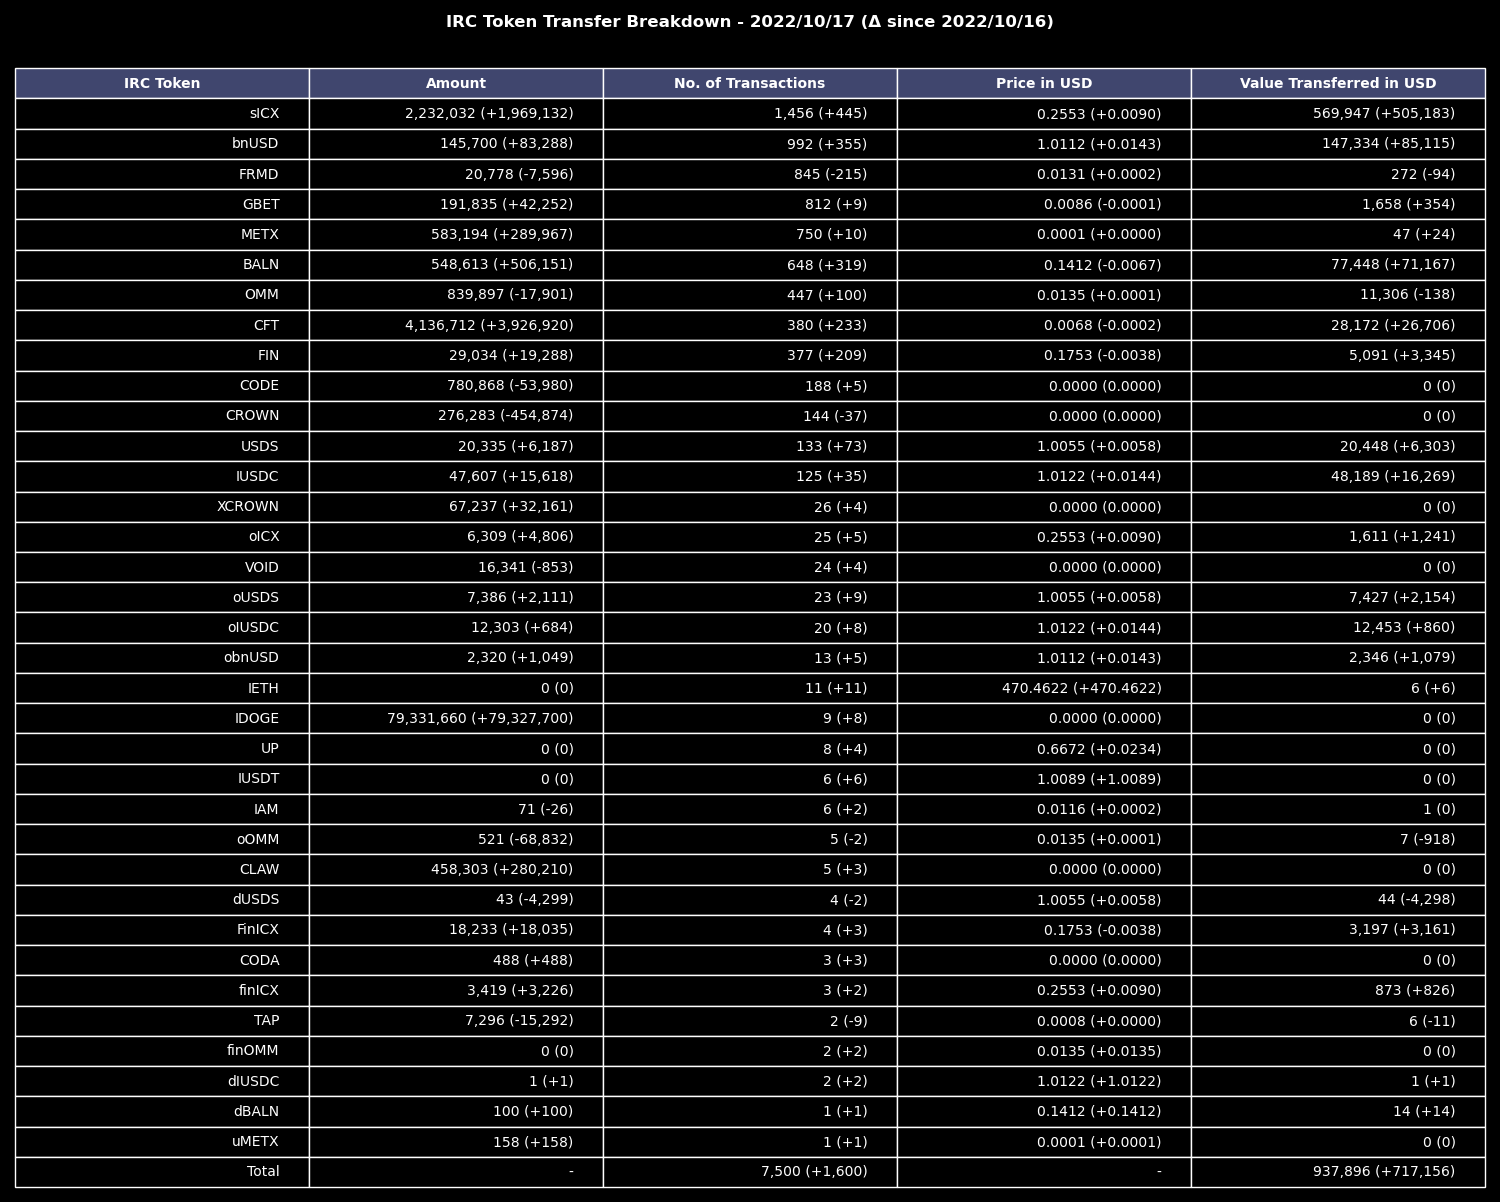 IRC Token Transfer Breakdown - 2022/10/17 (Δ since 2022/10/16)
IRC Token Amount No. of Transactions Price in USD Value Transferred in USD
sICX 2,232,032 (+1,969,132) 1,456 (+445) 0.2553 (+0.0090) 569,947 (+505,183)
bnUSD 145,700 (+83,288) 992 (+355) 1.0112 (+0.0143) 147,334 (+85,115)
FRMD 20,778 (-7,596) 845 (-215) 0.0131 (+0.0002) 272 (-94)
GBET 191,835 (+42,252) 812 (+9) 0.0086 (-0.0001) 1,658 (+354)
METX 583,194 (+289,967) 750 (+10) 0.0001 (+0.0000) 47 (+24)
BALN 548,613 (+506,151) 648 (+319) 0.1412 (-0.0067) 77,448 (+71,167)
OMM 839,897 (-17,901) 447 (+100) 0.0135 (+0.0001) 11,306 (-138)
CFT 4,136,712 (+3,926,920) 380 (+233) 0.0068 (-0.0002) 28,172 (+26,706)
FIN 29,034 (+19,288) 377 (+209) 0.1753 (-0.0038) 5,091 (+3,345)
CODE 780,868 (-53,980) 188 (+5) 0.0000 (0.0000) 0 (0)
CROWN 276,283 (-454,874) 144 (-37) 0.0000 (0.0000) 0 (0)
USDS 20,335 (+6,187) 133 (+73) 1.0055 (+0.0058) 20,448 (+6,303)
IUSDC 47,607 (+15,618) 125 (+35) 1.0122 (+0.0144) 48,189 (+16,269)
XCROWN 67,237 (+32,161) 26 (+4) 0.0000 (0.0000) 0 (0)
oICX 6,309 (+4,806) 25 (+5) 0.2553 (+0.0090) 1,611 (+1,241)
VOID 16,341 (-853) 24 (+4) 0.0000 (0.0000) 0 (0)
oUSDS 7,386 (+2,111) 23 (+9) 1.0055 (+0.0058) 7,427 (+2,154)
oIUSDC 12,303 (+684) 20 (+8) 1.0122 (+0.0144) 12,453 (+860)
obnUSD 2,320 (+1,049) 13 (+5) 1.0112 (+0.0143) 2,346 (+1,079)
IETH 0 (0) 11 (+11) 470.4622 (+470.4622) 6 (+6)
IDOGE 79,331,660 (+79,327,700) 9 (+8) 0.0000 (0.0000) 0 (0)
UP 0 (0) 8 (+4) 0.6672 (+0.0234) 0 (0)
IUSDT 0 (0) 6 (+6) 1.0089 (+1.0089) 0 (0)
IAM 71 (-26) 6 (+2) 0.0116 (+0.0002) 1 (0)
oOMM 521 (-68,832) 5 (-2) 0.0135 (+0.0001) 7 (-918)
CLAW 458,303 (+280,210) 5 (+3) 0.0000 (0.0000) 0 (0)
dUSDS 43 (-4,299) 4 (-2) 1.0055 (+0.0058) 44 (-4,298)
FinICX 18,233 (+18,035) 4 (+3) 0.1753 (-0.0038) 3,197 (+3,161)
CODA 488 (+488) 3 (+3) 0.0000 (0.0000) 0 (0)
finICX 3,419 (+3,226) 3 (+2) 0.2553 (+0.0090) 873 (+826)
TAP 7,296 (-15,292) 2 (-9) 0.0008 (+0.0000) 6 (-11)
finOMM 0 (0) 2 (+2) 0.0135 (+0.0135) 0 (0)
dIUSDC 1 (+1) 2 (+2) 1.0122 (+1.0122) 1 (+1)
dBALN 100 (+100) 1 (+1) 0.1412 (+0.1412) 14 (+14)
uMETX 158 (+158) 1 (+1) 0.0001 (+0.0001) 0 (0)
Total - 7,500 (+1,600) - 937,896 (+717,156)